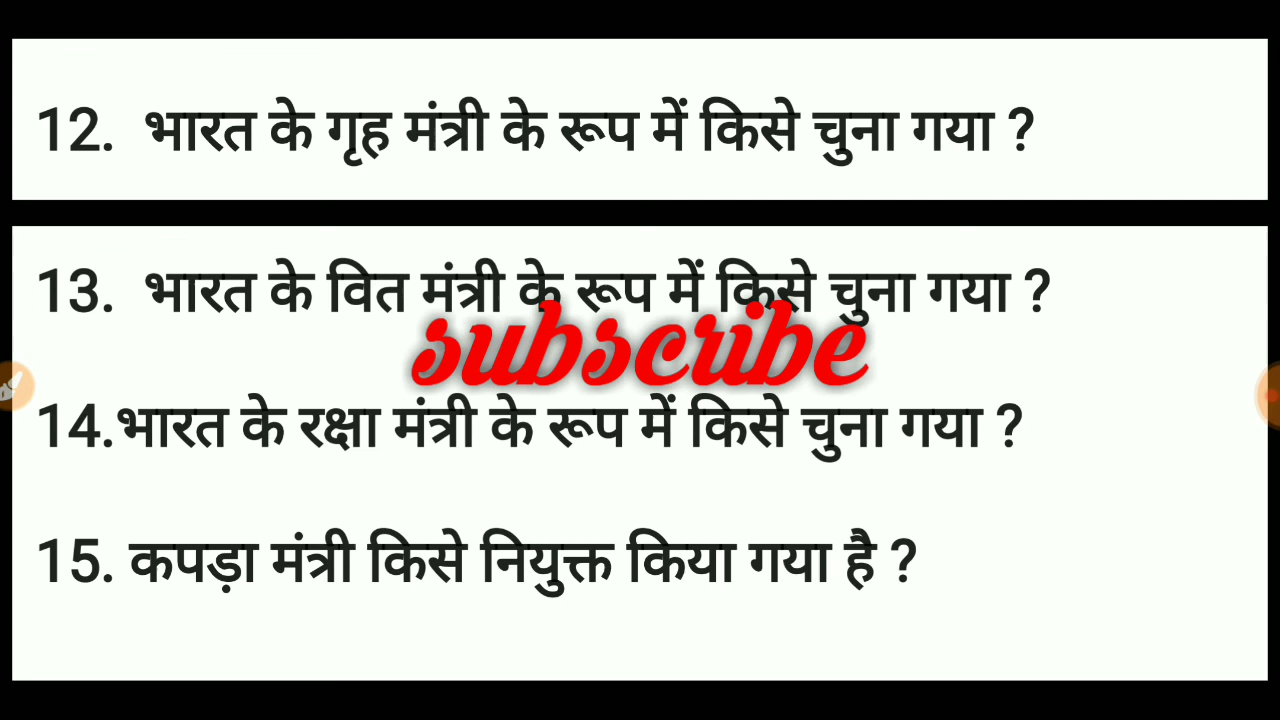 12. भारत के गृह मंत्री के रूप में किसे चुना गया ?
13. भारत के वित मंत्री के रूप में किसे चुना गया ?
subscribe
14.भारत के रक्षा मंत्री के रूप में किसे चुना गया ?
15. कपड़ा मंत्री किसे नियुक्त किया गया है ?